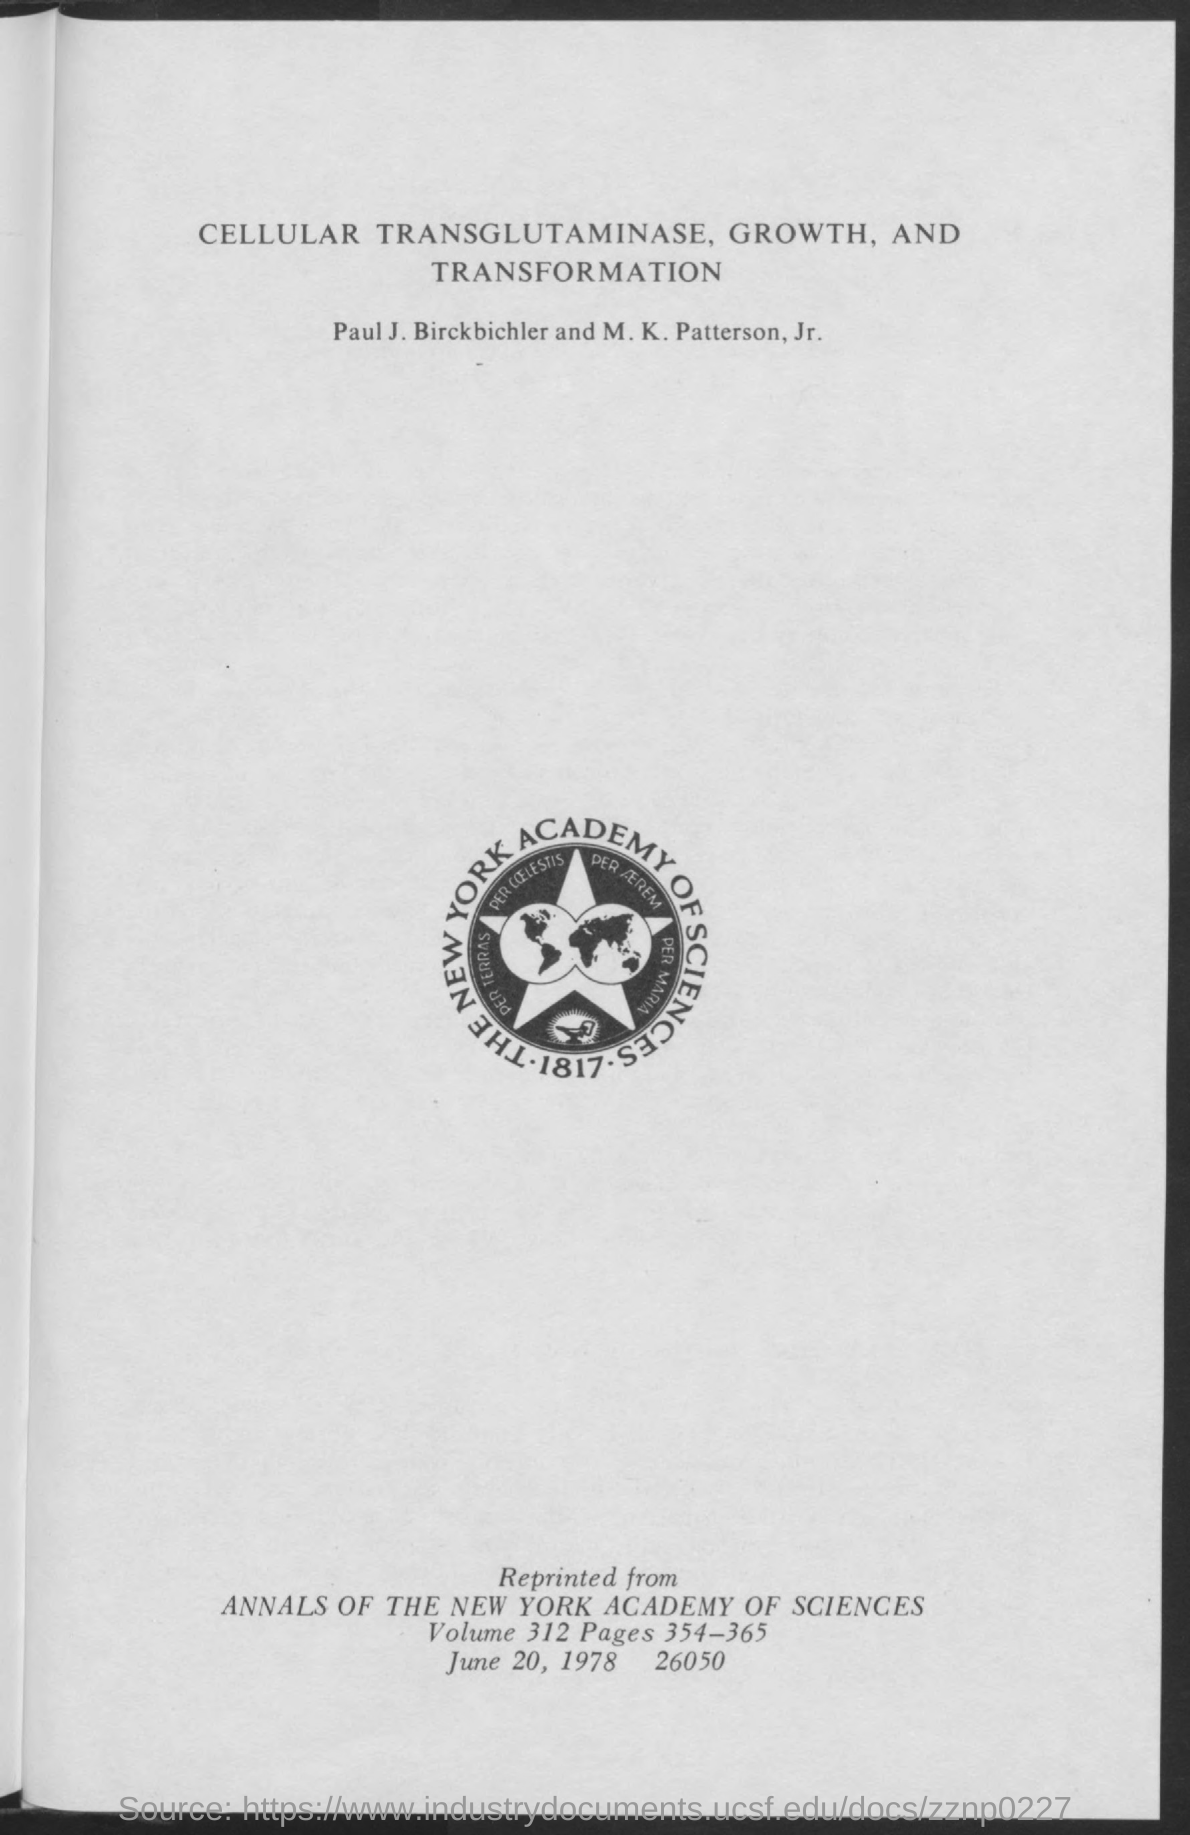 CELLULAR TRANSGLUTAMINASE, GROWTH, AND
TRANSFORMATION
Paul J. Birckbichler and M. K. Patterson, Jr.
THE NEW YORK ACADEMY OF SCIENCES
·1817·
PER TERRAS PER CŒLESTIS PER ÆREM PER MARIA
Reprinted from
ANNALS OF THE NEW YORK ACADEMY OF SCIENCES
Volume 312 Pages 354–365
June 20, 1978 26050
Source: https://www.industrydocuments.ucsf.edu/docs/zznp0227